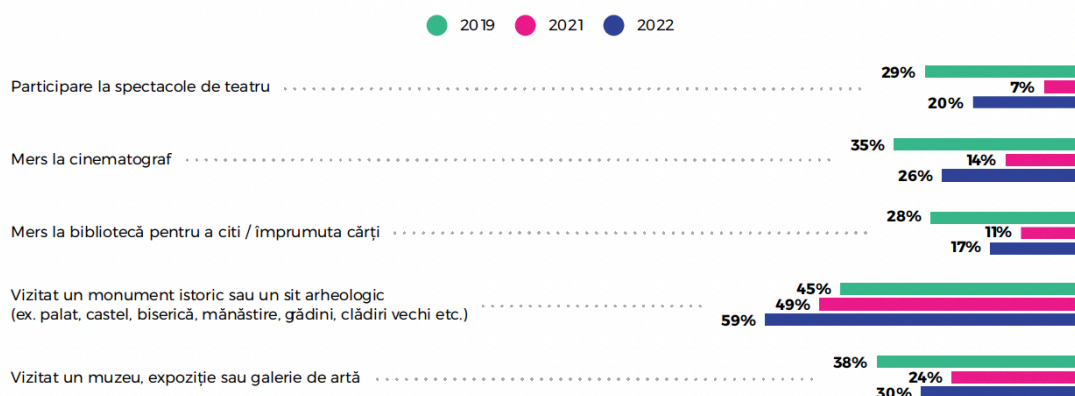 2019 2021 2022
29%
Participare la spectacole de teatru
7%
20%
35%
Mers la cinematograf
14%
26%
28%
Mers la bibliotecă pentru a citi / împrumuta cărți
11%
17%
45%
Vizitat un monument istoric sau un sit arheologic
49%
(ex. palat, castel, biserică, mănăstire, grădini, clădiri vechi etc.)
59%
38%
Vizitat un muzeu, expoziție sau galerie de artă
24%
30%